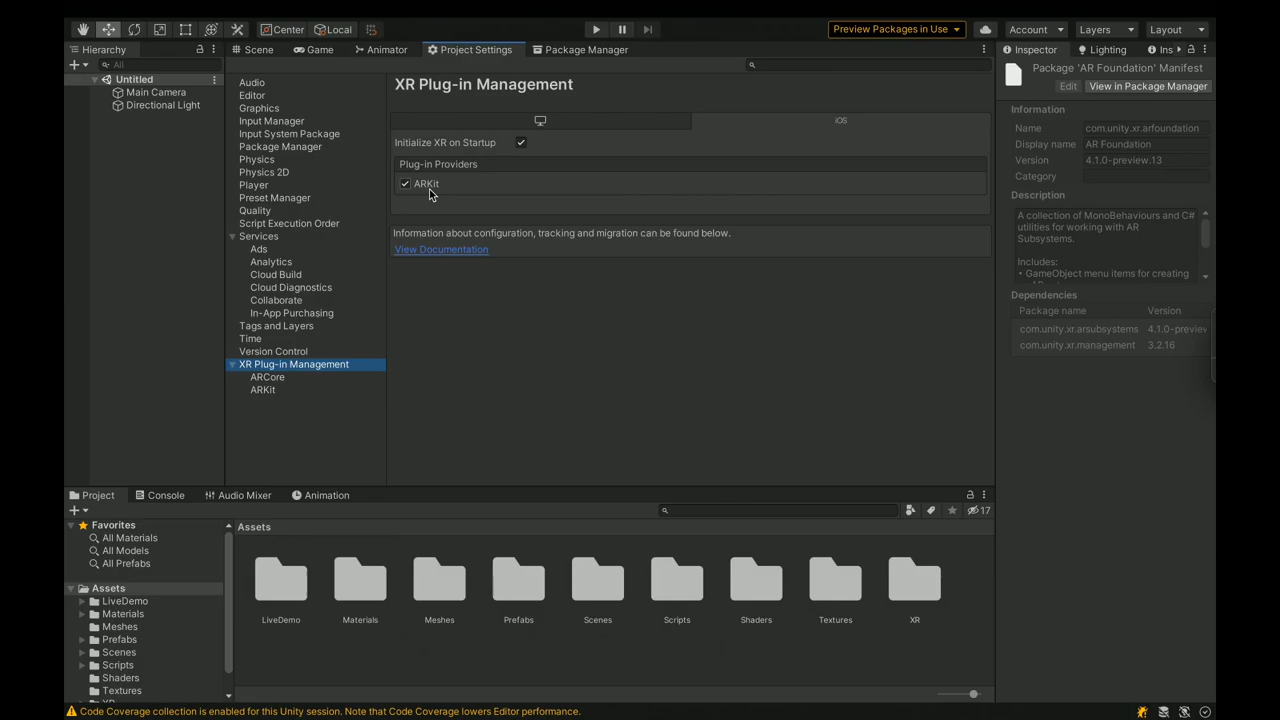 Center
Local
Preview Packages in Use
Account
Layers
Layout
Hierarchy
Scene
Game
Animator
Project Settings
Package Manager
Inspector
Lighting
Ins
All
Untitled
Main Camera
Directional Light
Audio
Editor
Graphics
Input Manager
Input System Package
Package Manager
Physics
Physics 2D
Player
Preset Manager
Quality
Script Execution Order
Services
Ads
Analytics
Cloud Build
Cloud Diagnostics
Collaborate
In-App Purchasing
Tags and Layers
Time
Version Control
XR Plug-in Management
ARCore
ARKit
XR Plug-in Management
iOS
Initialize XR on Startup
Plug-in Providers
ARKit
Information about configuration, tracking and migration can be found below.
View Documentation
Package 'AR Foundation' Manifest
Edit
View in Package Manager
Information
Name com.unity.xr.arfoundation
Display name AR Foundation
Version 4.1.0-preview.13
Category
Description
A collection of MonoBehaviours and C#
utilities for working with AR
Subsystems.
Includes:
• GameObject menu items for creating
Dependencies
Package name Version
com.unity.xr.arsubsystems 4.1.0-preview
com.unity.xr.management 3.2.16
Project
Console
Audio Mixer
Animation
17
Favorites
All Materials
All Models
All Prefabs
Assets
LiveDemo
Materials
Meshes
Prefabs
Scenes
Scripts
Shaders
Textures
Assets
LiveDemo
Materials
Meshes
Prefabs
Scenes
Scripts
Shaders
Textures
XR
Code Coverage collection is enabled for this Unity session. Note that Code Coverage lowers Editor performance.